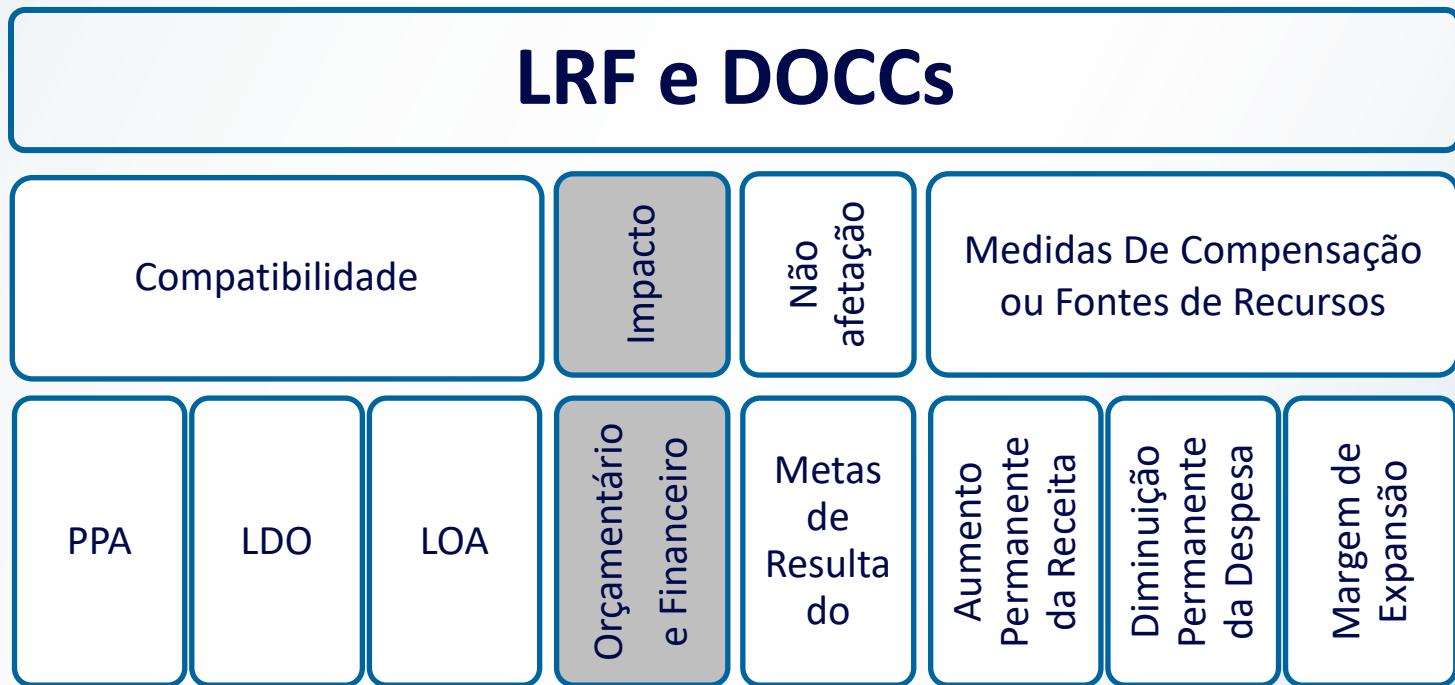 LRF e DOCCs
Compatibilidade
Impacto
Não
afetação
Medidas De Compensação
ou Fontes de Recursos
PPA
LDO
LOA
Orçamentário
e Financeiro
Metas
de
Resulta
do
Aumento
Permanente
da Receita
Diminuição
Permanente
da Despesa
Margem de
Expansão